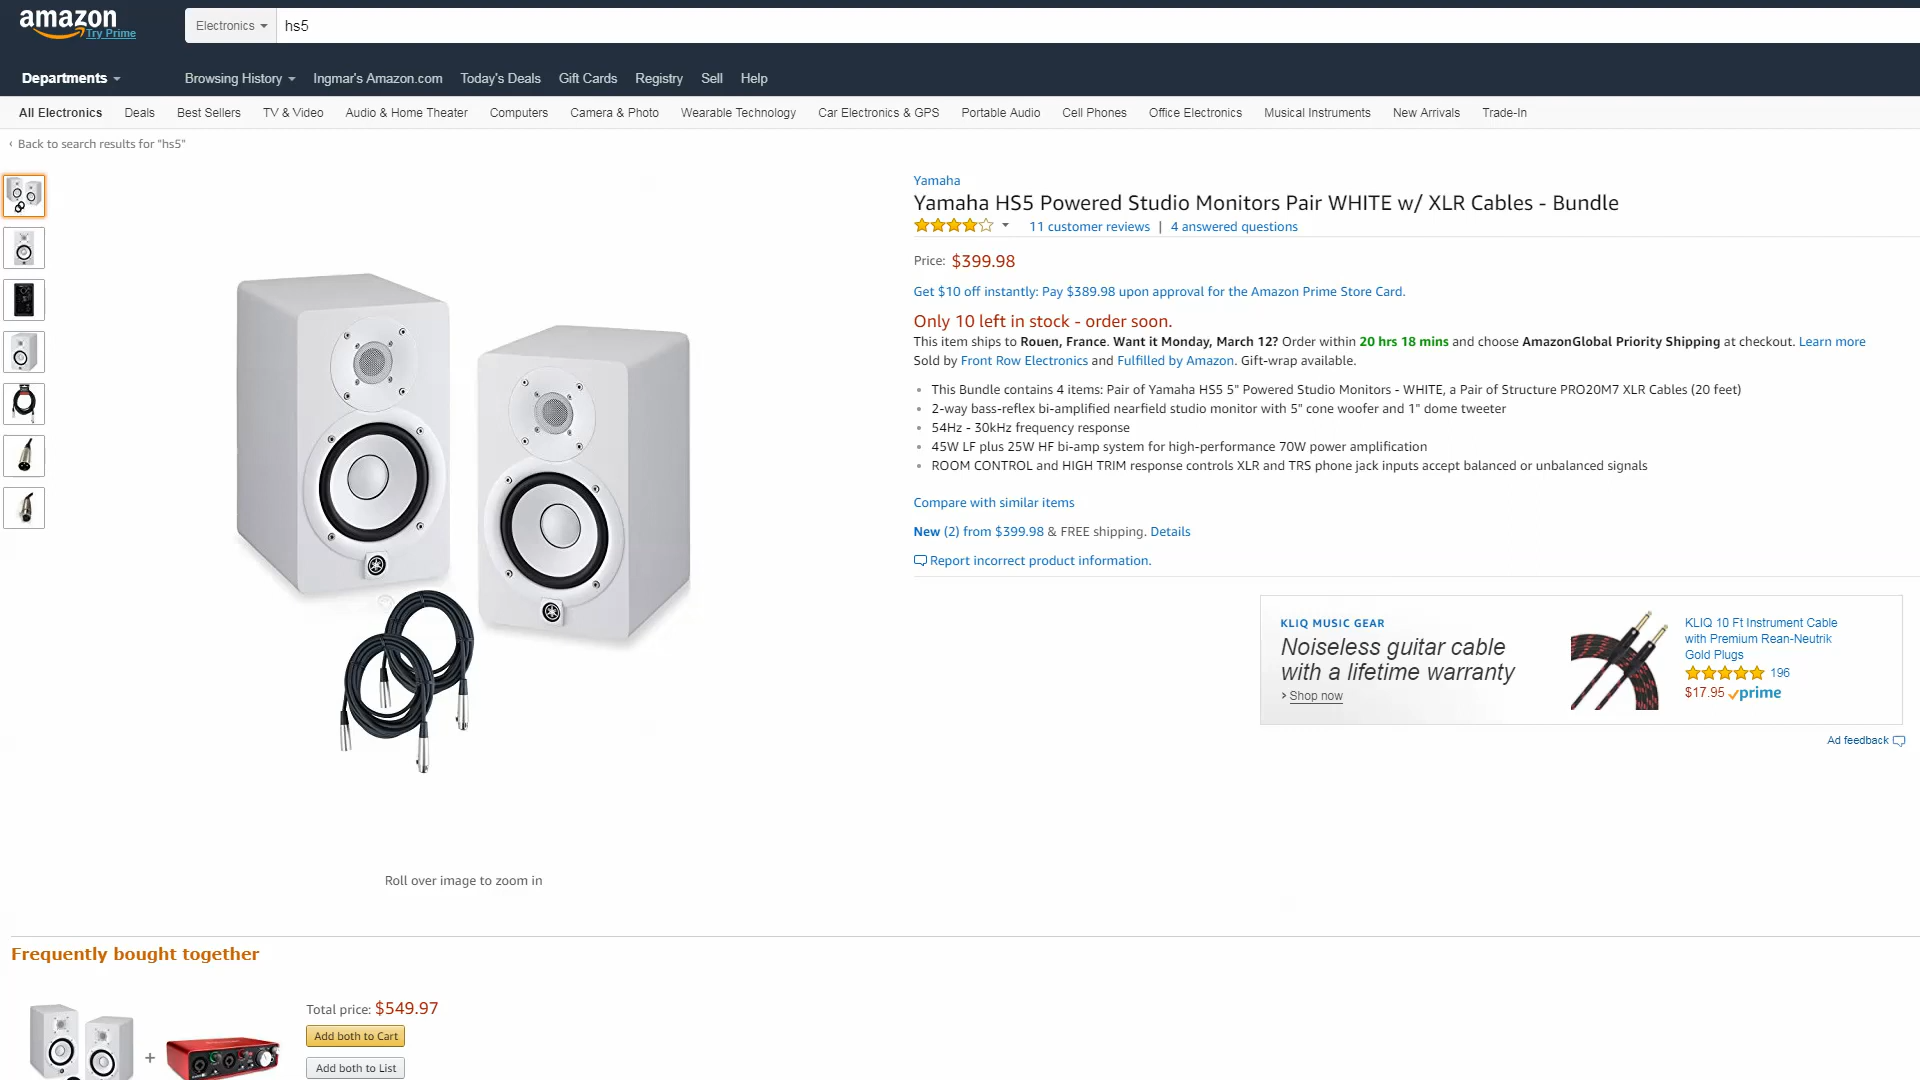 amazon
Try Prime
Electronics
hs5
Departments
Browsing History
Ingmar's Amazon.com
Today's Deals
Gift Cards
Registry
Sell
Help
All Electronics
Deals
Best Sellers
TV & Video
Audio & Home Theater
Computers
Camera & Photo
Wearable Technology
Car Electronics & GPS
Portable Audio
Cell Phones
Office Electronics
Musical Instruments
New Arrivals
Trade-In
‹ Back to search results for "hs5"
Yamaha
Yamaha HS5 Powered Studio Monitors Pair WHITE w/ XLR Cables - Bundle
11 customer reviews | 4 answered questions
Price: $399.98
Get $10 off instantly: Pay $389.98 upon approval for the Amazon Prime Store Card.
Only 10 left in stock - order soon.
This item ships to Rouen, France. Want it Monday, March 12? Order within 20 hrs 18 mins and choose AmazonGlobal Priority Shipping at checkout. Learn more
Sold by Front Row Electronics and Fulfilled by Amazon. Gift-wrap available.
• This Bundle contains 4 items: Pair of Yamaha HS5 5" Powered Studio Monitors - WHITE, a Pair of Structure PRO20M7 XLR Cables (20 feet)
• 2-way bass-reflex bi-amplified nearfield studio monitor with 5" cone woofer and 1" dome tweeter
• 54Hz - 30kHz frequency response
• 45W LF plus 25W HF bi-amp system for high-performance 70W power amplification
• ROOM CONTROL and HIGH TRIM response controls XLR and TRS phone jack inputs accept balanced or unbalanced signals
Compare with similar items
New (2) from $399.98 & FREE shipping. Details
Report incorrect product information.
KLIQ MUSIC GEAR
Noiseless guitar cable
with a lifetime warranty
› Shop now
KLIQ 10 Ft Instrument Cable
with Premium Rean-Neutrik
Gold Plugs
196
$17.95 prime
Ad feedback
Roll over image to zoom in
Frequently bought together
+
Total price: $549.97
Add both to Cart
Add both to List